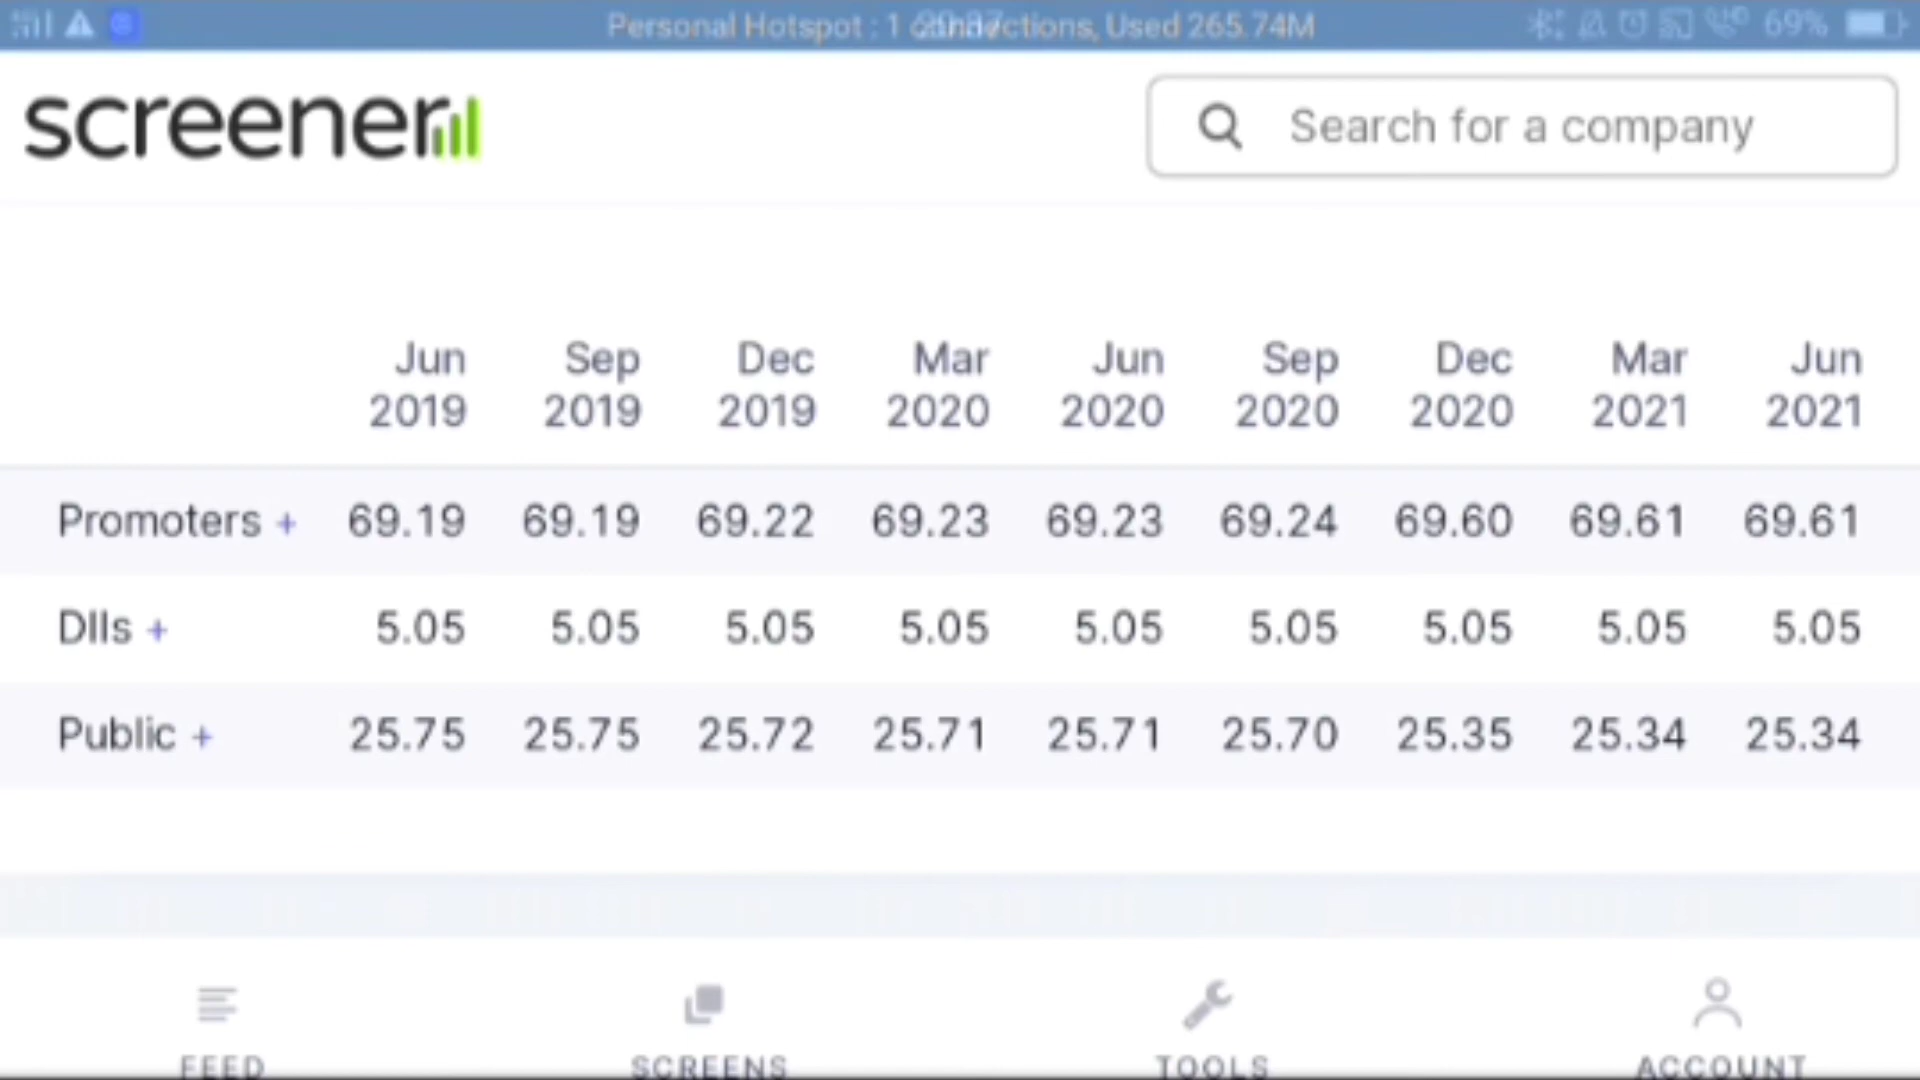 Personal Hotspot : 1 connections, Used 265.74M
69%
screener
Search for a company
Jun 2019 Sep 2019 Dec 2019 Mar 2020 Jun 2020 Sep 2020 Dec 2020 Mar 2021 Jun 2021
Promoters + 69.19 69.19 69.22 69.23 69.23 69.24 69.60 69.61 69.61
DIIs + 5.05 5.05 5.05 5.05 5.05 5.05 5.05 5.05 5.05
Public + 25.75 25.75 25.72 25.71 25.71 25.70 25.35 25.34 25.34
FEED SCREENS TOOLS ACCOUNT